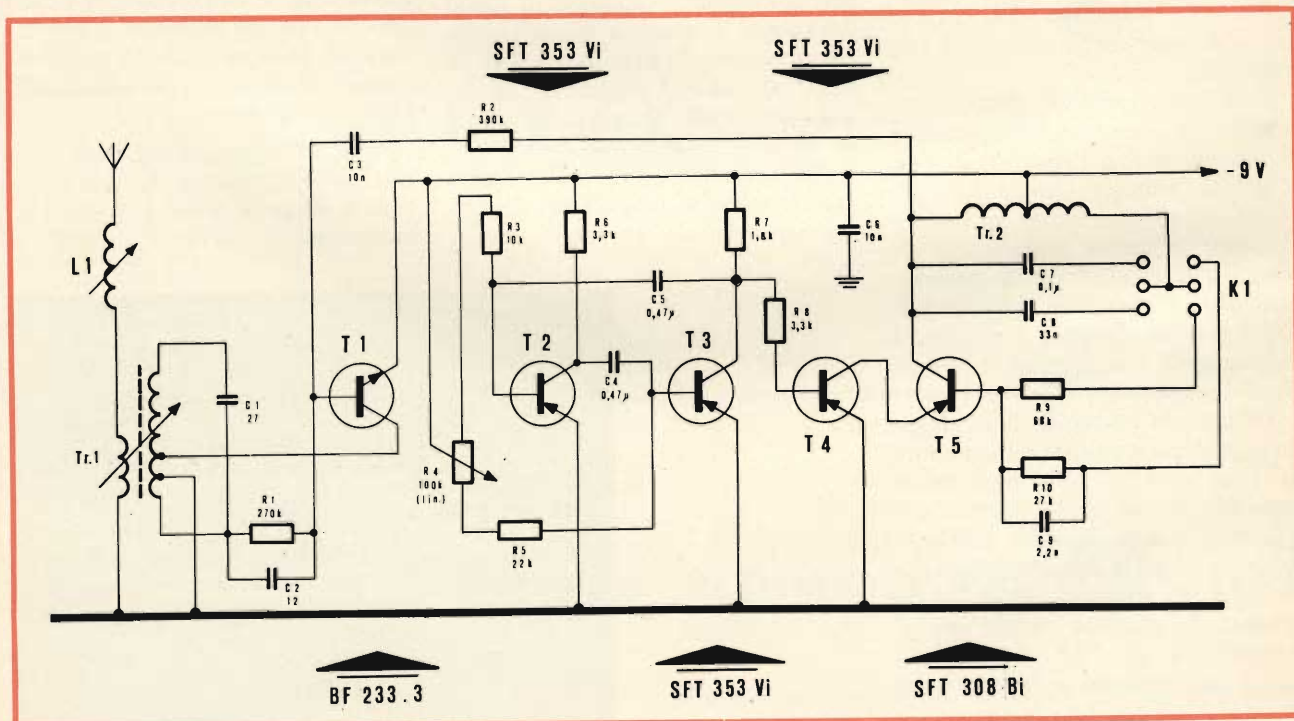 SFT 353 Vi
SFT 353 Vi
R2
390k
C3
10n
-9V
L1
R3
10k
R6
3,3k
R7
1,8k
C6
10n
Tr.2
C7
0,1µ
K1
C5
0,47µ
R8
3,3k
C8
33n
T1
T2
T3
C1
27
C4
0,47µ
T4
T5
R9
68k
Tr.1
R4
100k
(lin.)
R1
270k
R10
27k
R5
22k
C9
2,2n
C2
12
BF 233.3
SFT 353 Vi
SFT 308 Bi